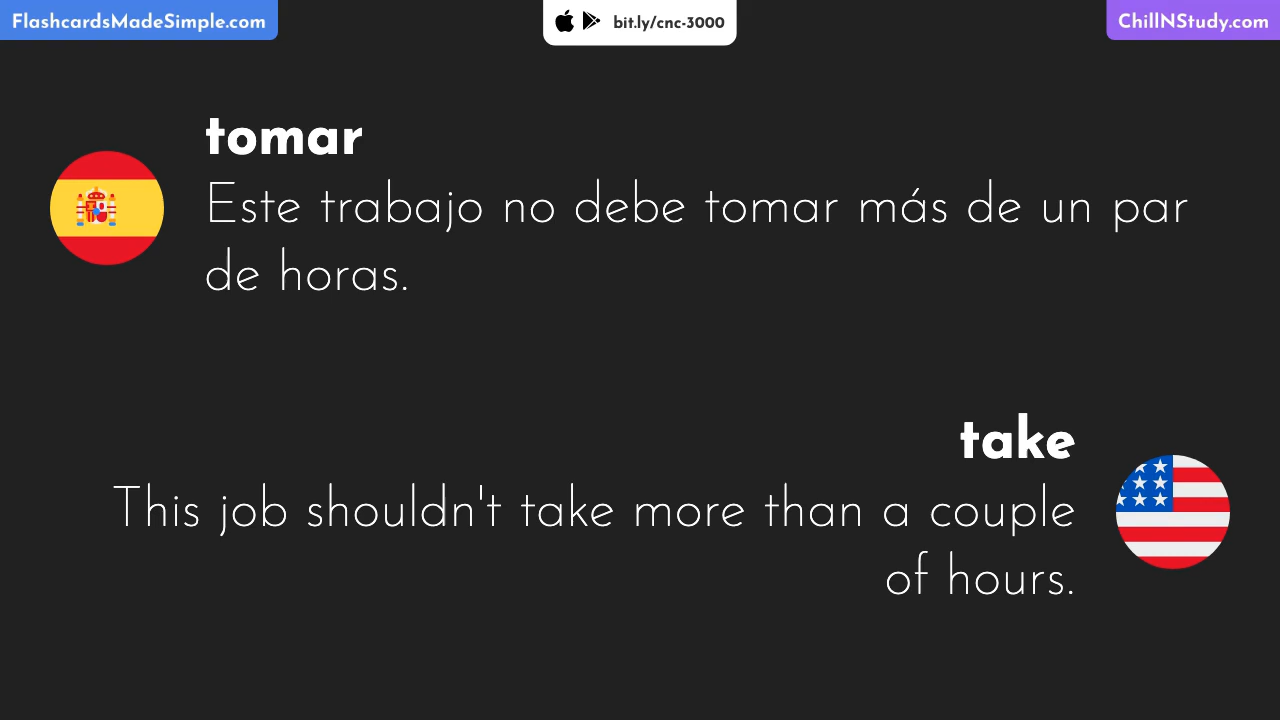 FlashcardsMadeSimple.com
bit.ly/cnc-3000
ChillNStudy.com
tomar
Este trabajo no debe tomar más de un par
de horas.
take
This job shouldn't take more than a couple
of hours.